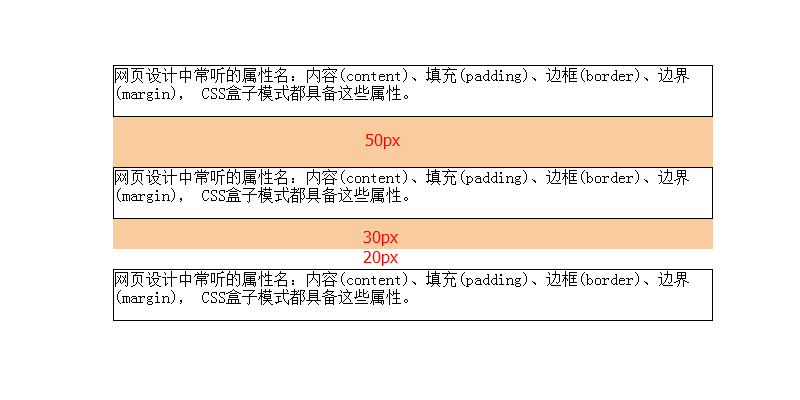 网页设计中常听的属性名：内容(content)、填充(padding)、边框(border)、边界
(margin)， CSS盒子模式都具备这些属性。
50px
网页设计中常听的属性名：内容(content)、填充(padding)、边框(border)、边界
(margin)， CSS盒子模式都具备这些属性。
30px
20px
网页设计中常听的属性名：内容(content)、填充(padding)、边框(border)、边界
(margin)， CSS盒子模式都具备这些属性。